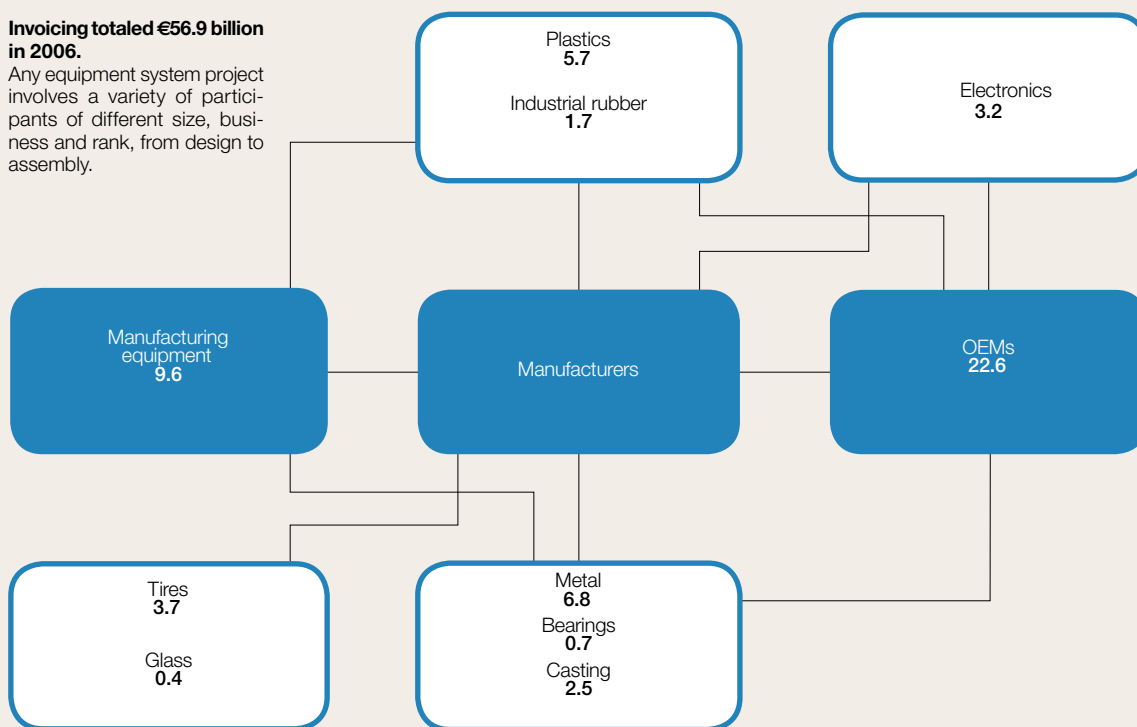 Invoicing totaled €56.9 billion
in 2006.
Any equipment system project
involves a variety of partici-
pants of different size, busi-
ness and rank, from design to
assembly.
Plastics
5.7
Industrial rubber
1.7
Electronics
3.2
Manufacturing
equipment
9.6
Manufacturers
OEMs
22.6
Tires
3.7
Glass
0.4
Metal
6.8
Bearings
0.7
Casting
2.5